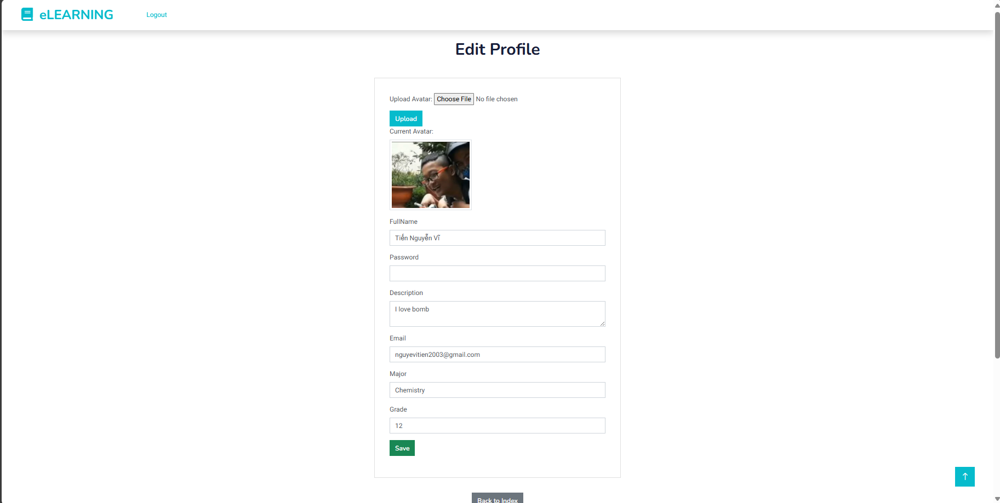 eLEARNING Logout
Edit Profile
Upload Avatar: Choose File No file chosen
Upload
Current Avatar:
FullName
Tiến Nguyễn Vĩ
Password
Description
I love bomb
Email
nguyevitien2003@gmail.com
Major
Chemistry
Grade
12
Save
Back to Index